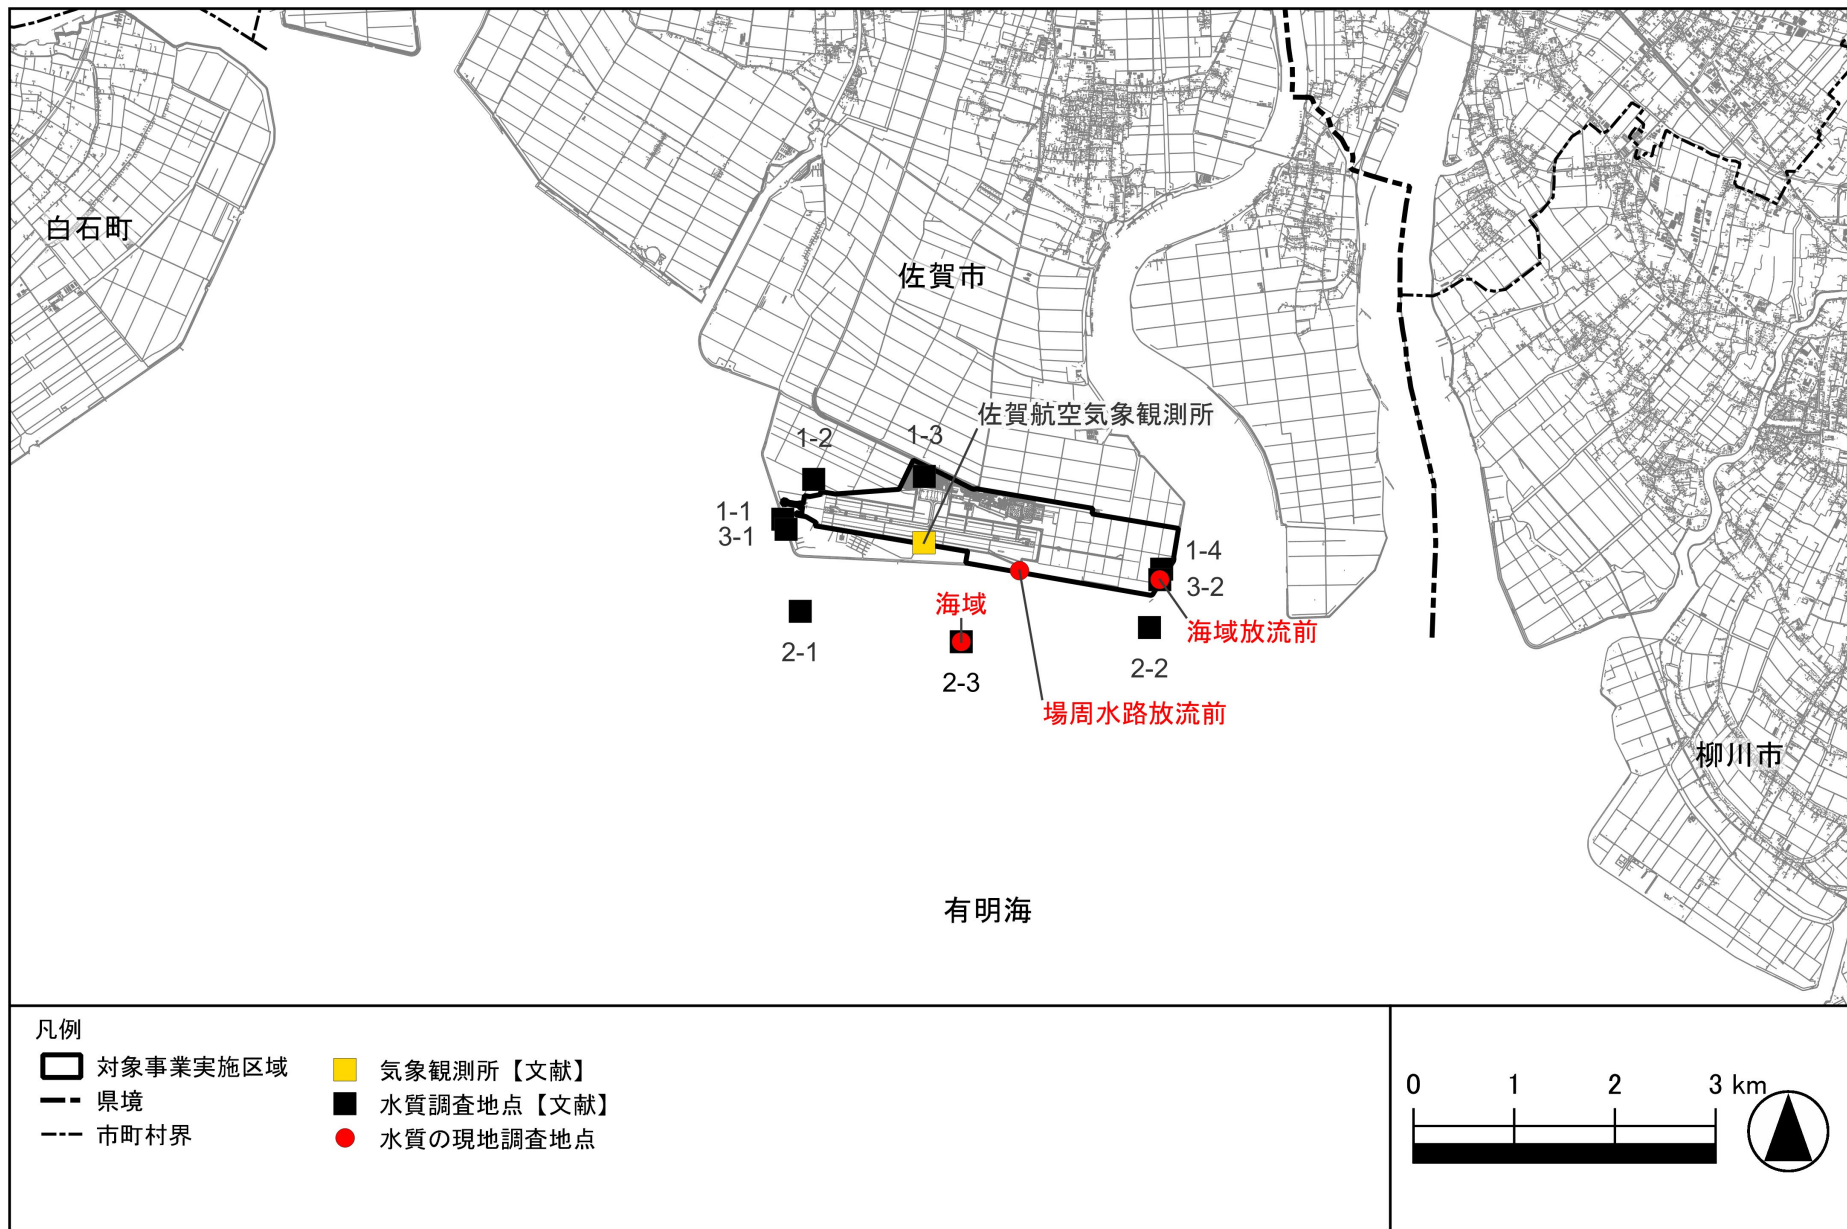 白石町
佐賀市
佐賀航空気象観測所
1-2
1-3
1-1
3-1
1-4
3-2
海域
海域放流前
2-1
2-3
2-2
場周水路放流前
柳川市
有明海
凡例
対象事業実施区域
県境
市町村界
気象観測所【文献】
水質調査地点【文献】
水質の現地調査地点
0 1 2 3 km